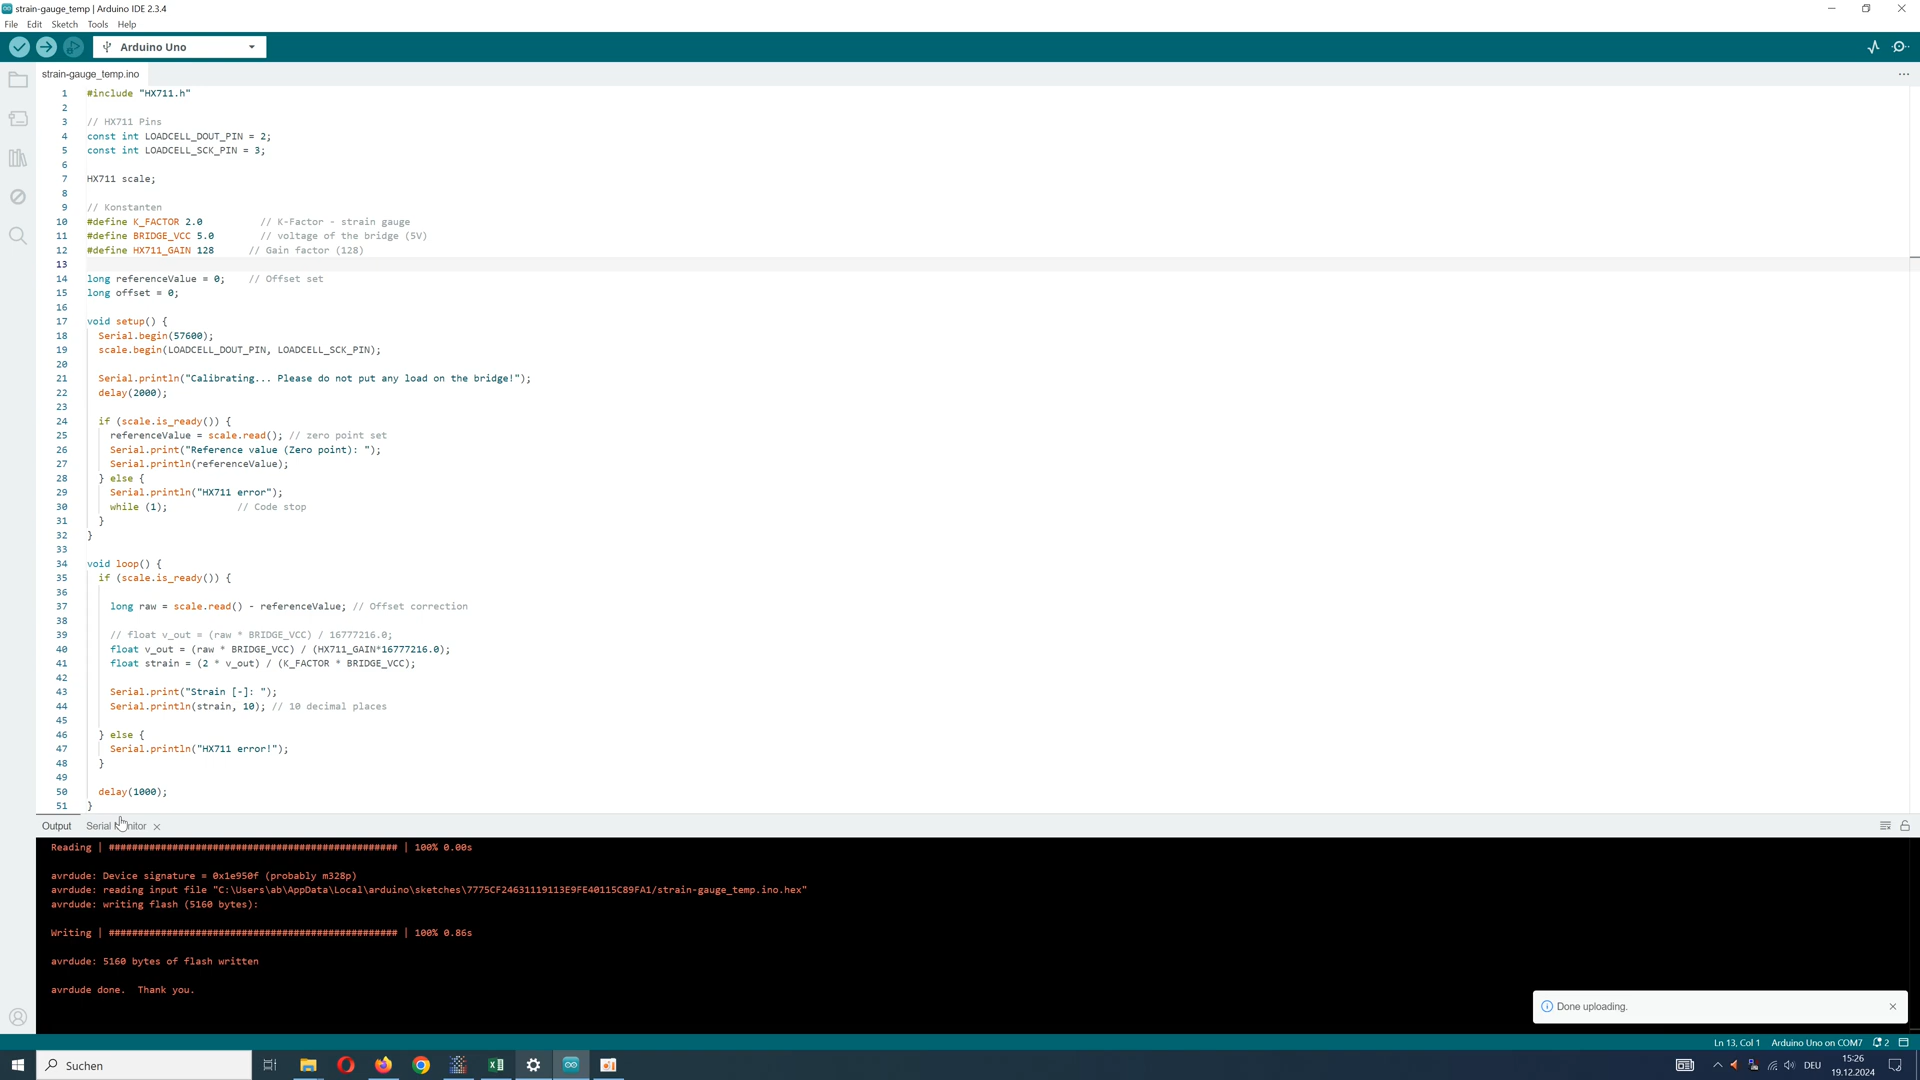 strain-gauge_temp | Arduino IDE 2.3.4
File Edit Sketch Tools Help
Arduino Uno
strain-gauge_temp.ino
1 #include "HX711.h"
2
3 // HX711 Pins
4 const int LOADCELL_DOUT_PIN = 2;
5 const int LOADCELL_SCK_PIN = 3;
6
7 HX711 scale;
8
9 // Konstanten
10 #define K_FACTOR 2.0 // K-Factor - strain gauge
11 #define BRIDGE_VCC 5.0 // voltage of the bridge (5V)
12 #define HX711_GAIN 128 // Gain factor (128)
13
14 long referenceValue = 0; // Offset set
15 long offset = 0;
16
17 void setup() {
18 Serial.begin(57600);
19 scale.begin(LOADCELL_DOUT_PIN, LOADCELL_SCK_PIN);
20
21 Serial.println("Calibrating... Please do not put any load on the bridge!");
22 delay(2000);
23
24 if (scale.is_ready()) {
25 referenceValue = scale.read(); // zero point set
26 Serial.print("Reference value (Zero point): ");
27 Serial.println(referenceValue);
28 } else {
29 Serial.println("HX711 error");
30 while (1); // Code stop
31 }
32 }
33
34 void loop() {
35 if (scale.is_ready()) {
36
37 long raw = scale.read() - referenceValue; // Offset correction
38
39 // float v_out = (raw * BRIDGE_VCC) / 16777216.0;
40 float v_out = (raw * BRIDGE_VCC) / (HX711_GAIN*16777216.0);
41 float strain = (2 * v_out) / (K_FACTOR * BRIDGE_VCC);
42
43 Serial.print("Strain [-]: ");
44 Serial.println(strain, 10); // 10 decimal places
45
46 } else {
47 Serial.println("HX711 error!");
48 }
49
50 delay(1000);
51 }
Output Serial Monitor
Reading | ################################################## | 100% 0.00s
avrdude: Device signature = 0x1e950f (probably m328p)
avrdude: reading input file "C:\Users\ab\AppData\Local\arduino\sketches\7775CF24631119113E9FE40115C89FA1/strain-gauge_temp.ino.hex"
avrdude: writing flash (5160 bytes):
Writing | ################################################## | 100% 0.86s
avrdude: 5160 bytes of flash written
avrdude done. Thank you.
Done uploading.
Ln 13, Col 1 Arduino Uno on COM7 2
Suchen
DEU
15:26
19.12.2024